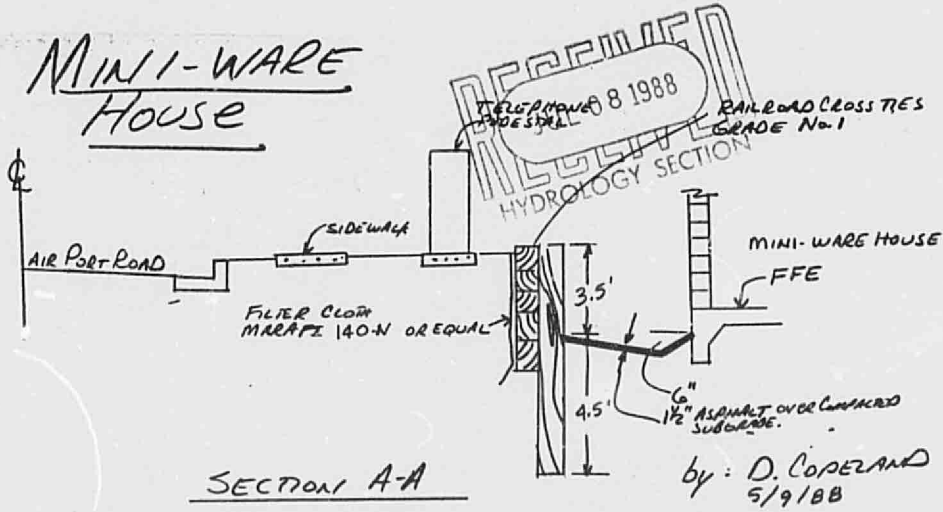 MINI-WARE
HOUSE
RECEIVED
JUL 08 1988
HYDROLOGY SECTION
TELEPHONE
PEDESTAL
RAILROAD CROSS TIES
GRADE No. 1
℄
SIDEWALK
AIR PORT ROAD
MINI-WARE HOUSE
FFE
3.5'
FILTER CLOTH
MARAFI 140-N OR EQUAL
4.5'
6"
1½" ASPHALT OVER COMPACTED
SUBGRADE.
SECTION A-A
by: D. COPELAND
5/9/88